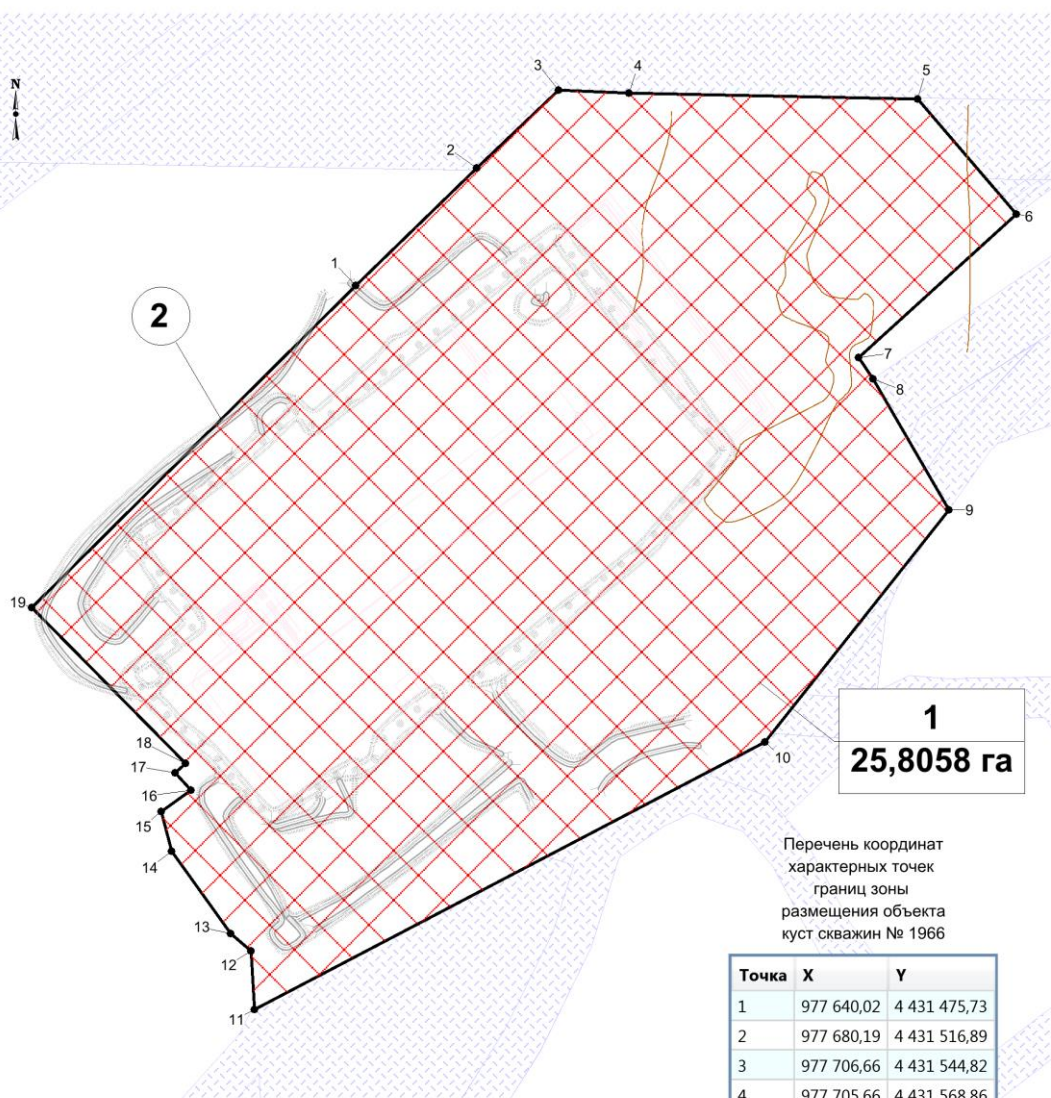 N
3
4
5
2
6
1
2
7
8
9
19
18
17
16
15
10
14
13
12
11
1
25,8058 га
Перечень координат
характерных точек
границ зоны
размещения объекта
куст скважин № 1966
Точка X Y
1 977 640,02 4 431 475,73
2 977 680,19 4 431 516,89
3 977 706,66 4 431 544,82
4 977 705,66 4 431 568,86